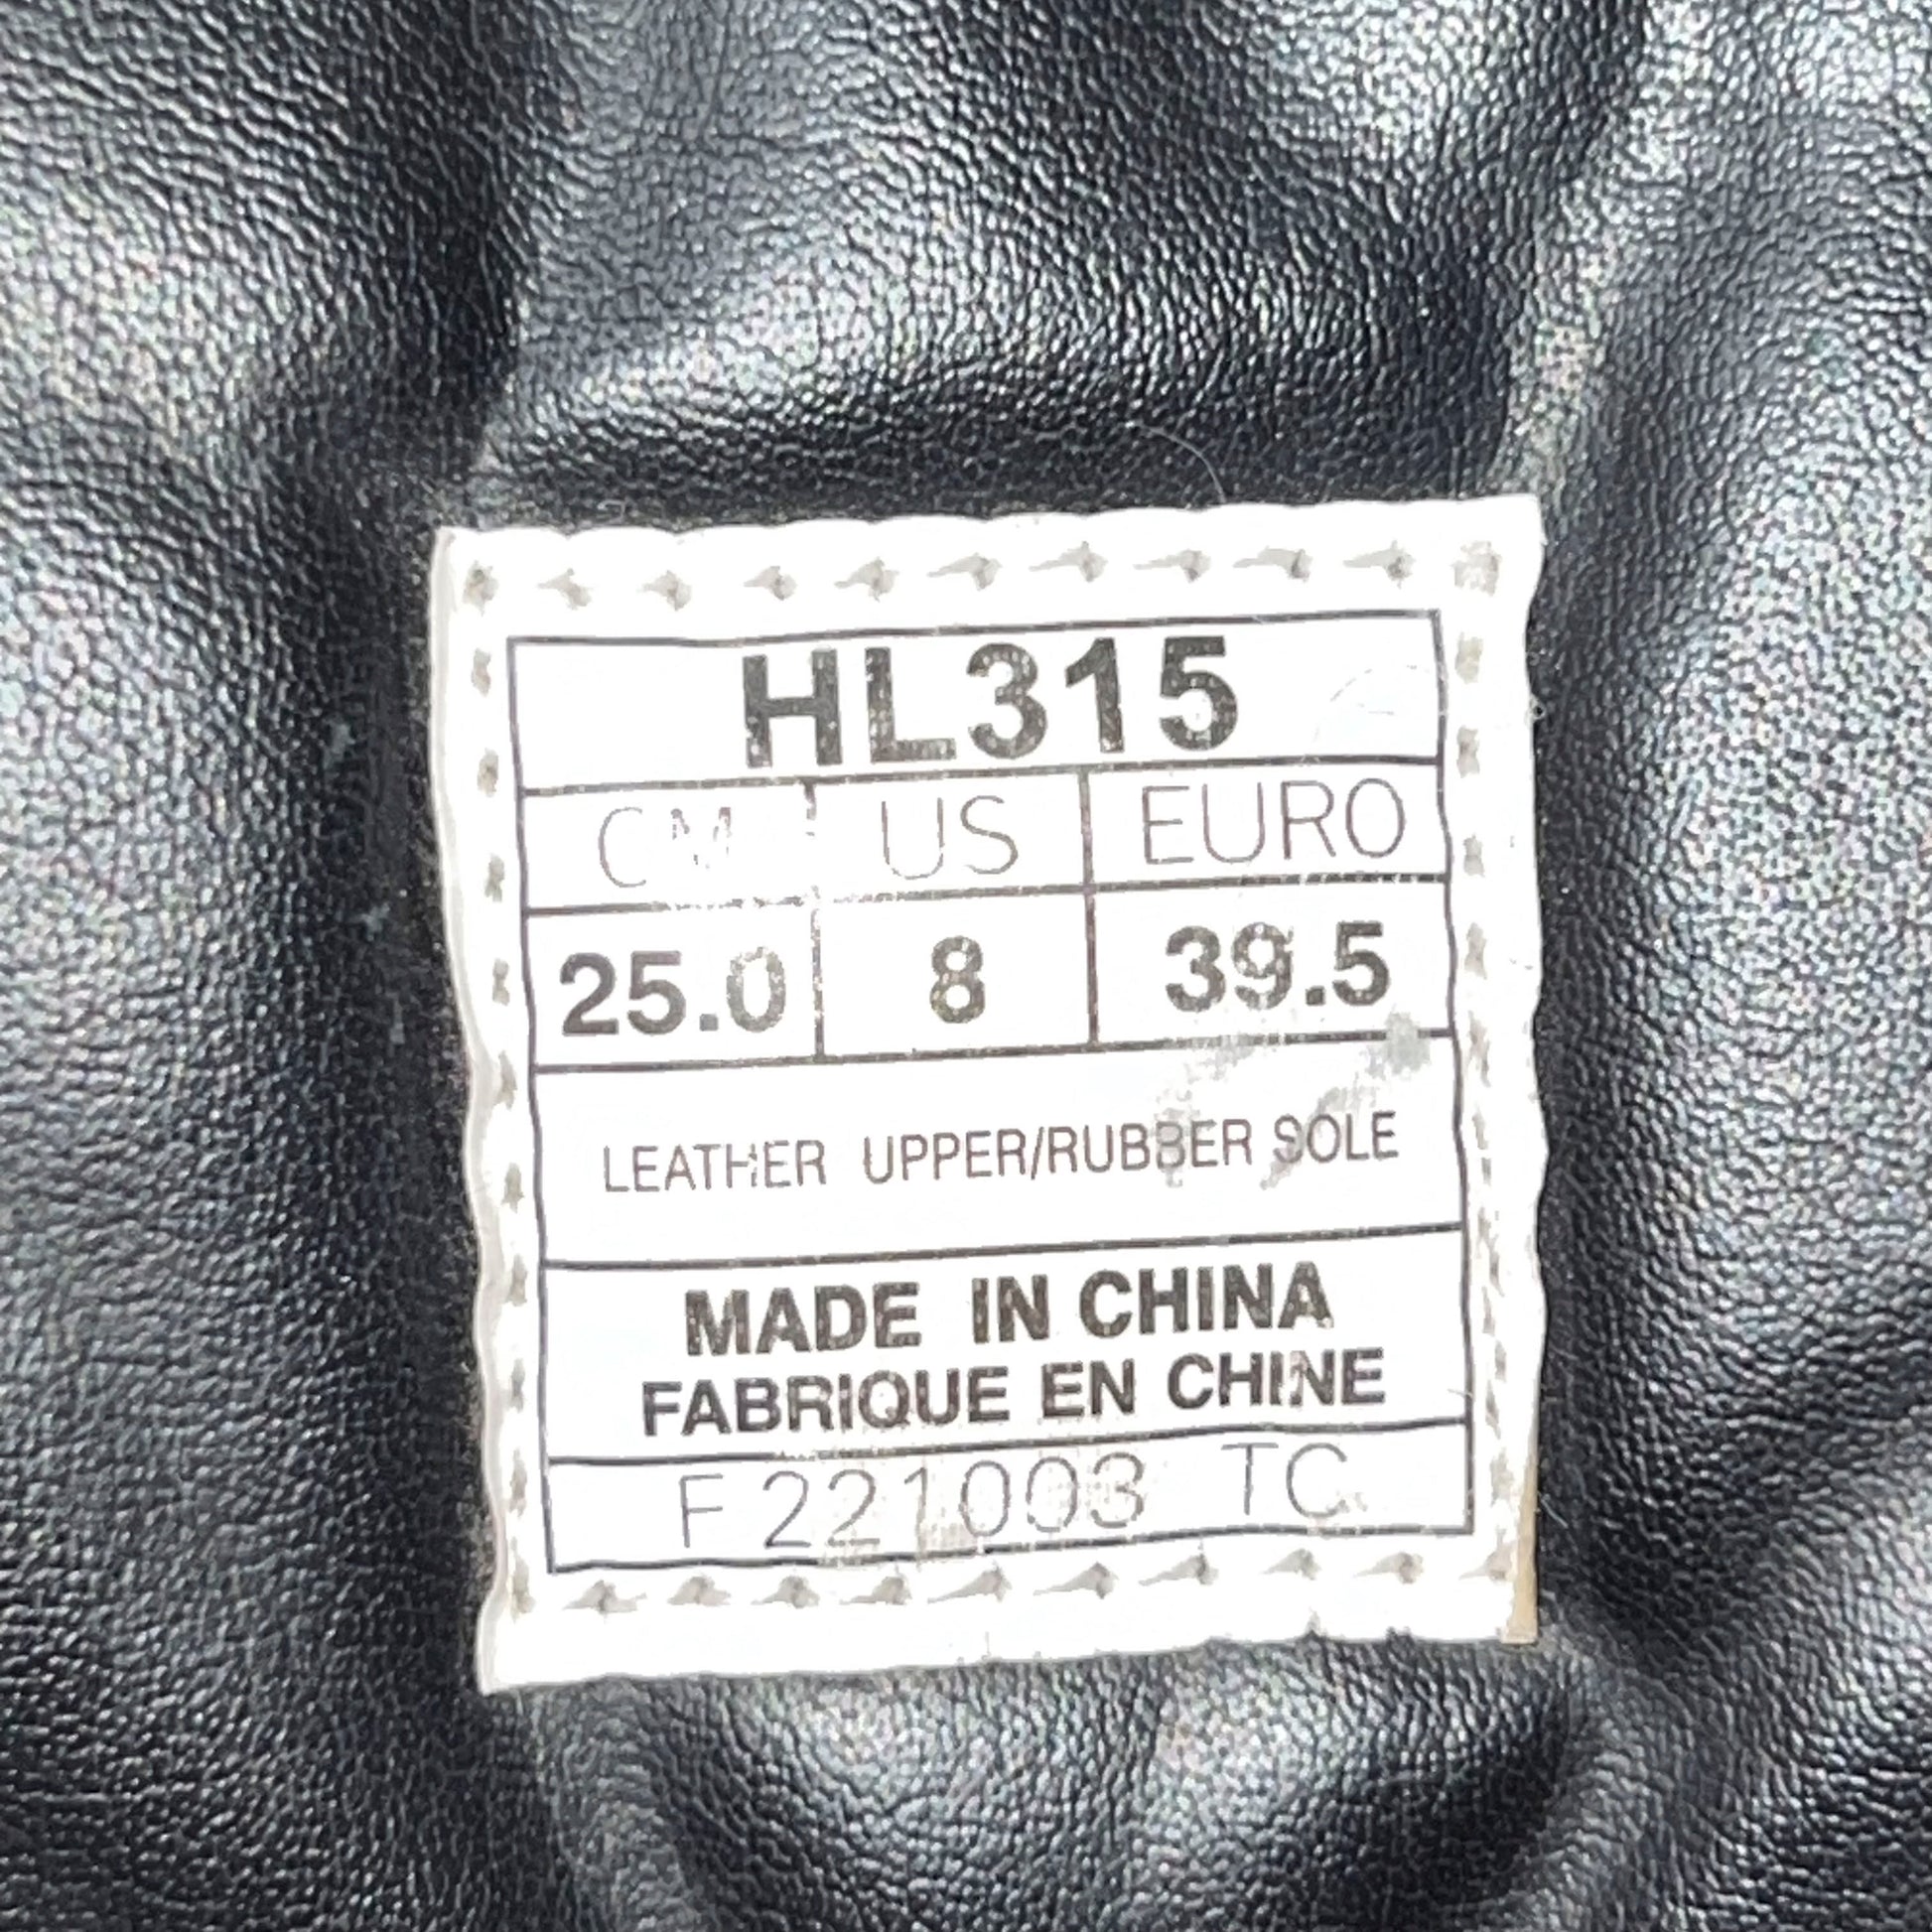 HL315
CM US EURO
25.0 8 39.5
LEATHER UPPER/RUBBER SOLE
MADE IN CHINA
FABRIQUE EN CHINE
F 221003 TC